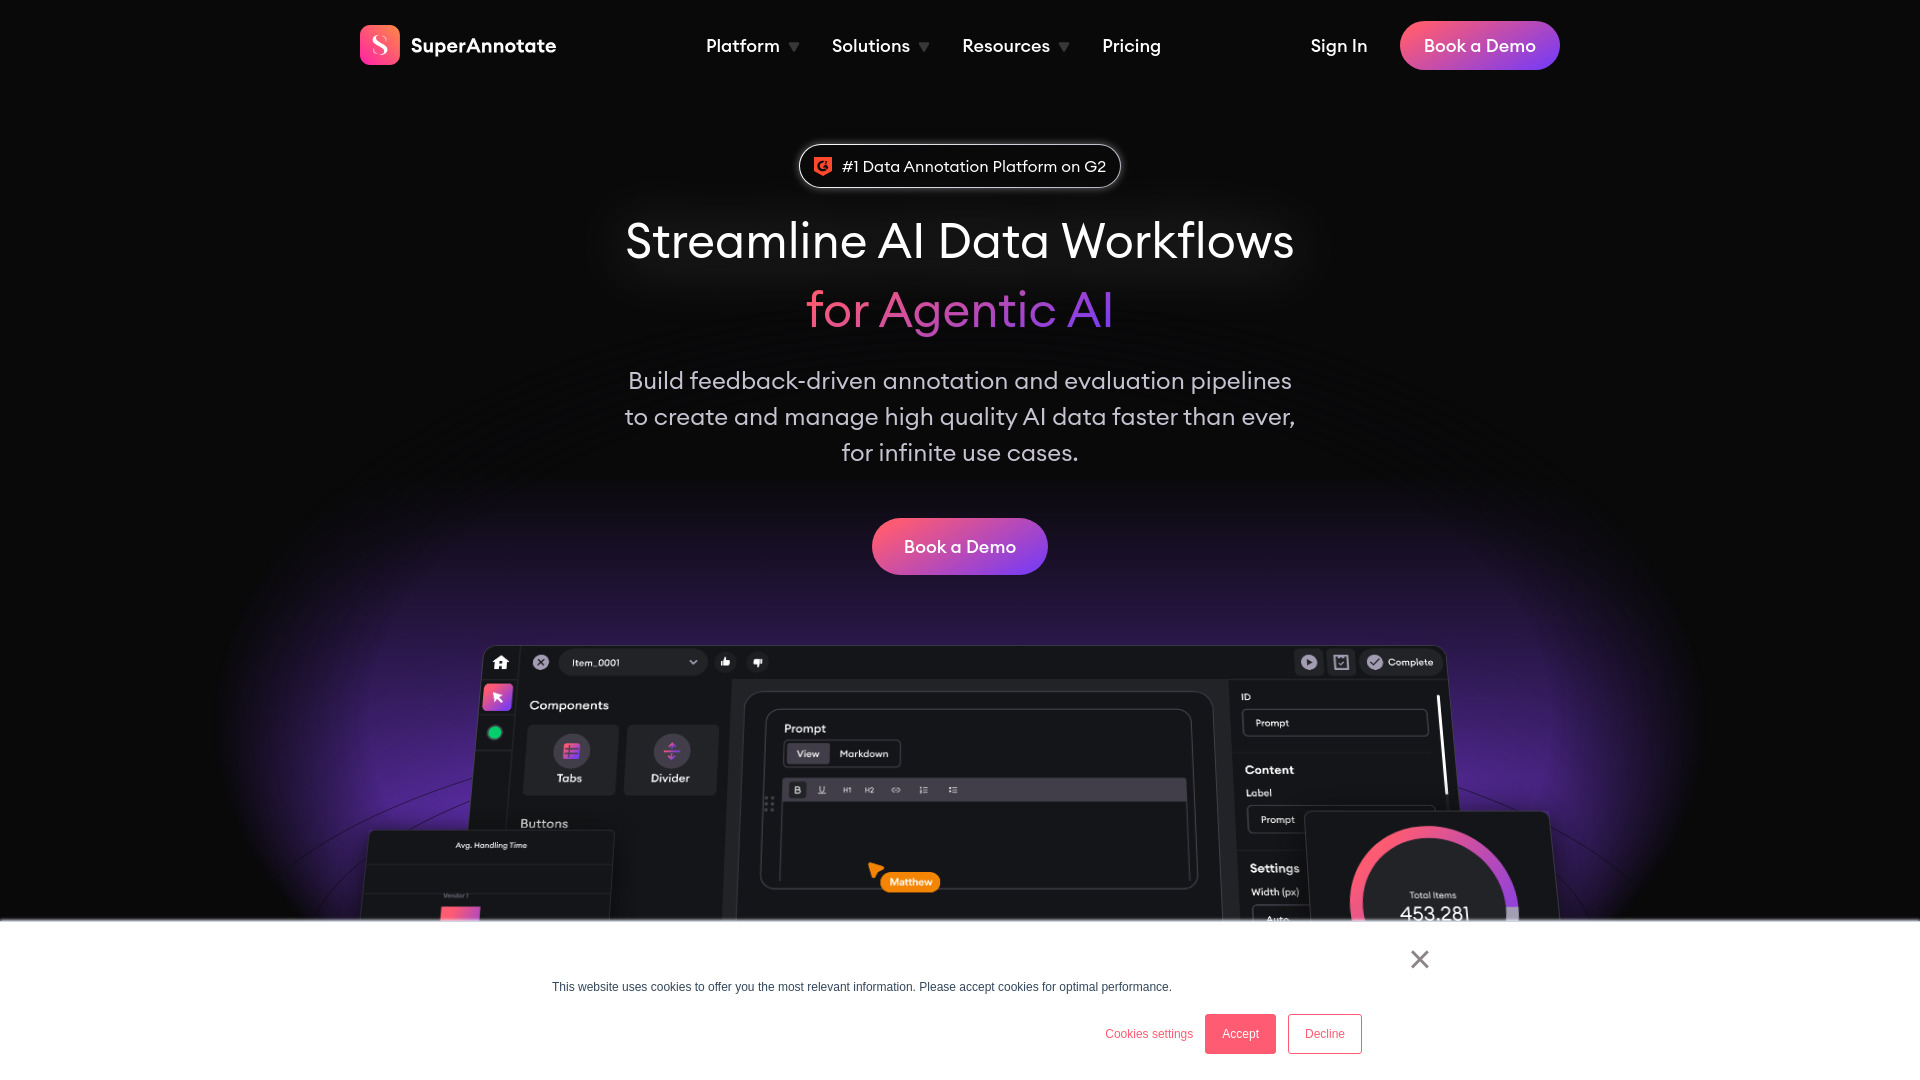 SuperAnnotate
Platform
Solutions
Resources
Pricing
Sign In
Book a Demo
#1 Data Annotation Platform on G2
Streamline AI Data Workflows
for Agentic AI
Build feedback-driven annotation and evaluation pipelines
to create and manage high quality AI data faster than ever,
for infinite use cases.
Book a Demo
Item_0001
Complete
Components
Tabs
Divider
Buttons
Avg. Handling Time
Vendor 1
Prompt
View
Markdown
B
U
H1
H2
Matthew
ID
Prompt
Content
Label
Prompt
Settings
Width (px)
Auto
Total Items
453.281
This website uses cookies to offer you the most relevant information. Please accept cookies for optimal performance.
Cookies settings
Accept
Decline